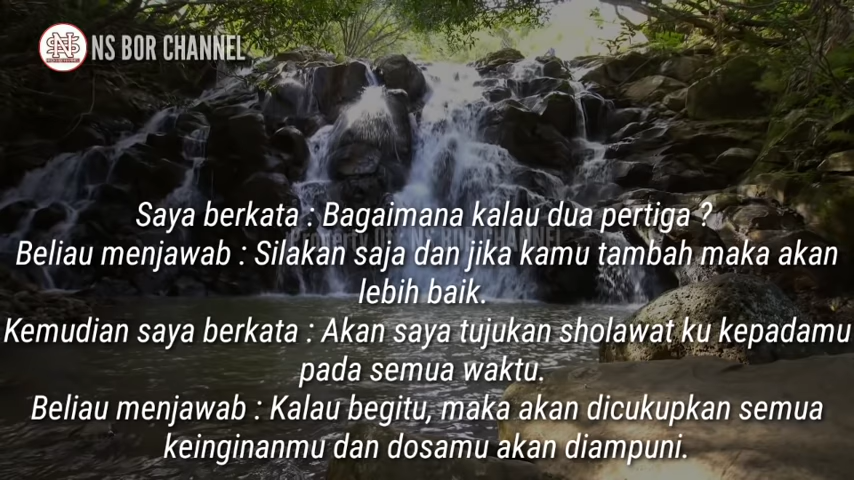 NS BOR CHANNEL
Saya berkata : Bagaimana kalau dua pertiga ?
Beliau menjawab : Silakan saja dan jika kamu tambah maka akan
lebih baik.
Kemudian saya berkata : Akan saya tujukan sholawat ku kepadamu
pada semua waktu.
Beliau menjawab : Kalau begitu, maka akan dicukupkan semua
keinginanmu dan dosamu akan diampuni.